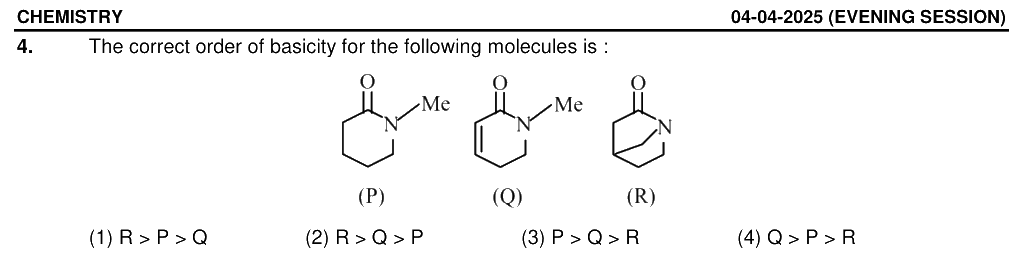 CHEMISTRY 04-04-2025 (EVENING SESSION)
4. The correct order of basicity for the following molecules is :
O O O
Me Me
N N N
(P) (Q) (R)
(1) R > P > Q (2) R > Q > P (3) P > Q > R (4) Q > P > R